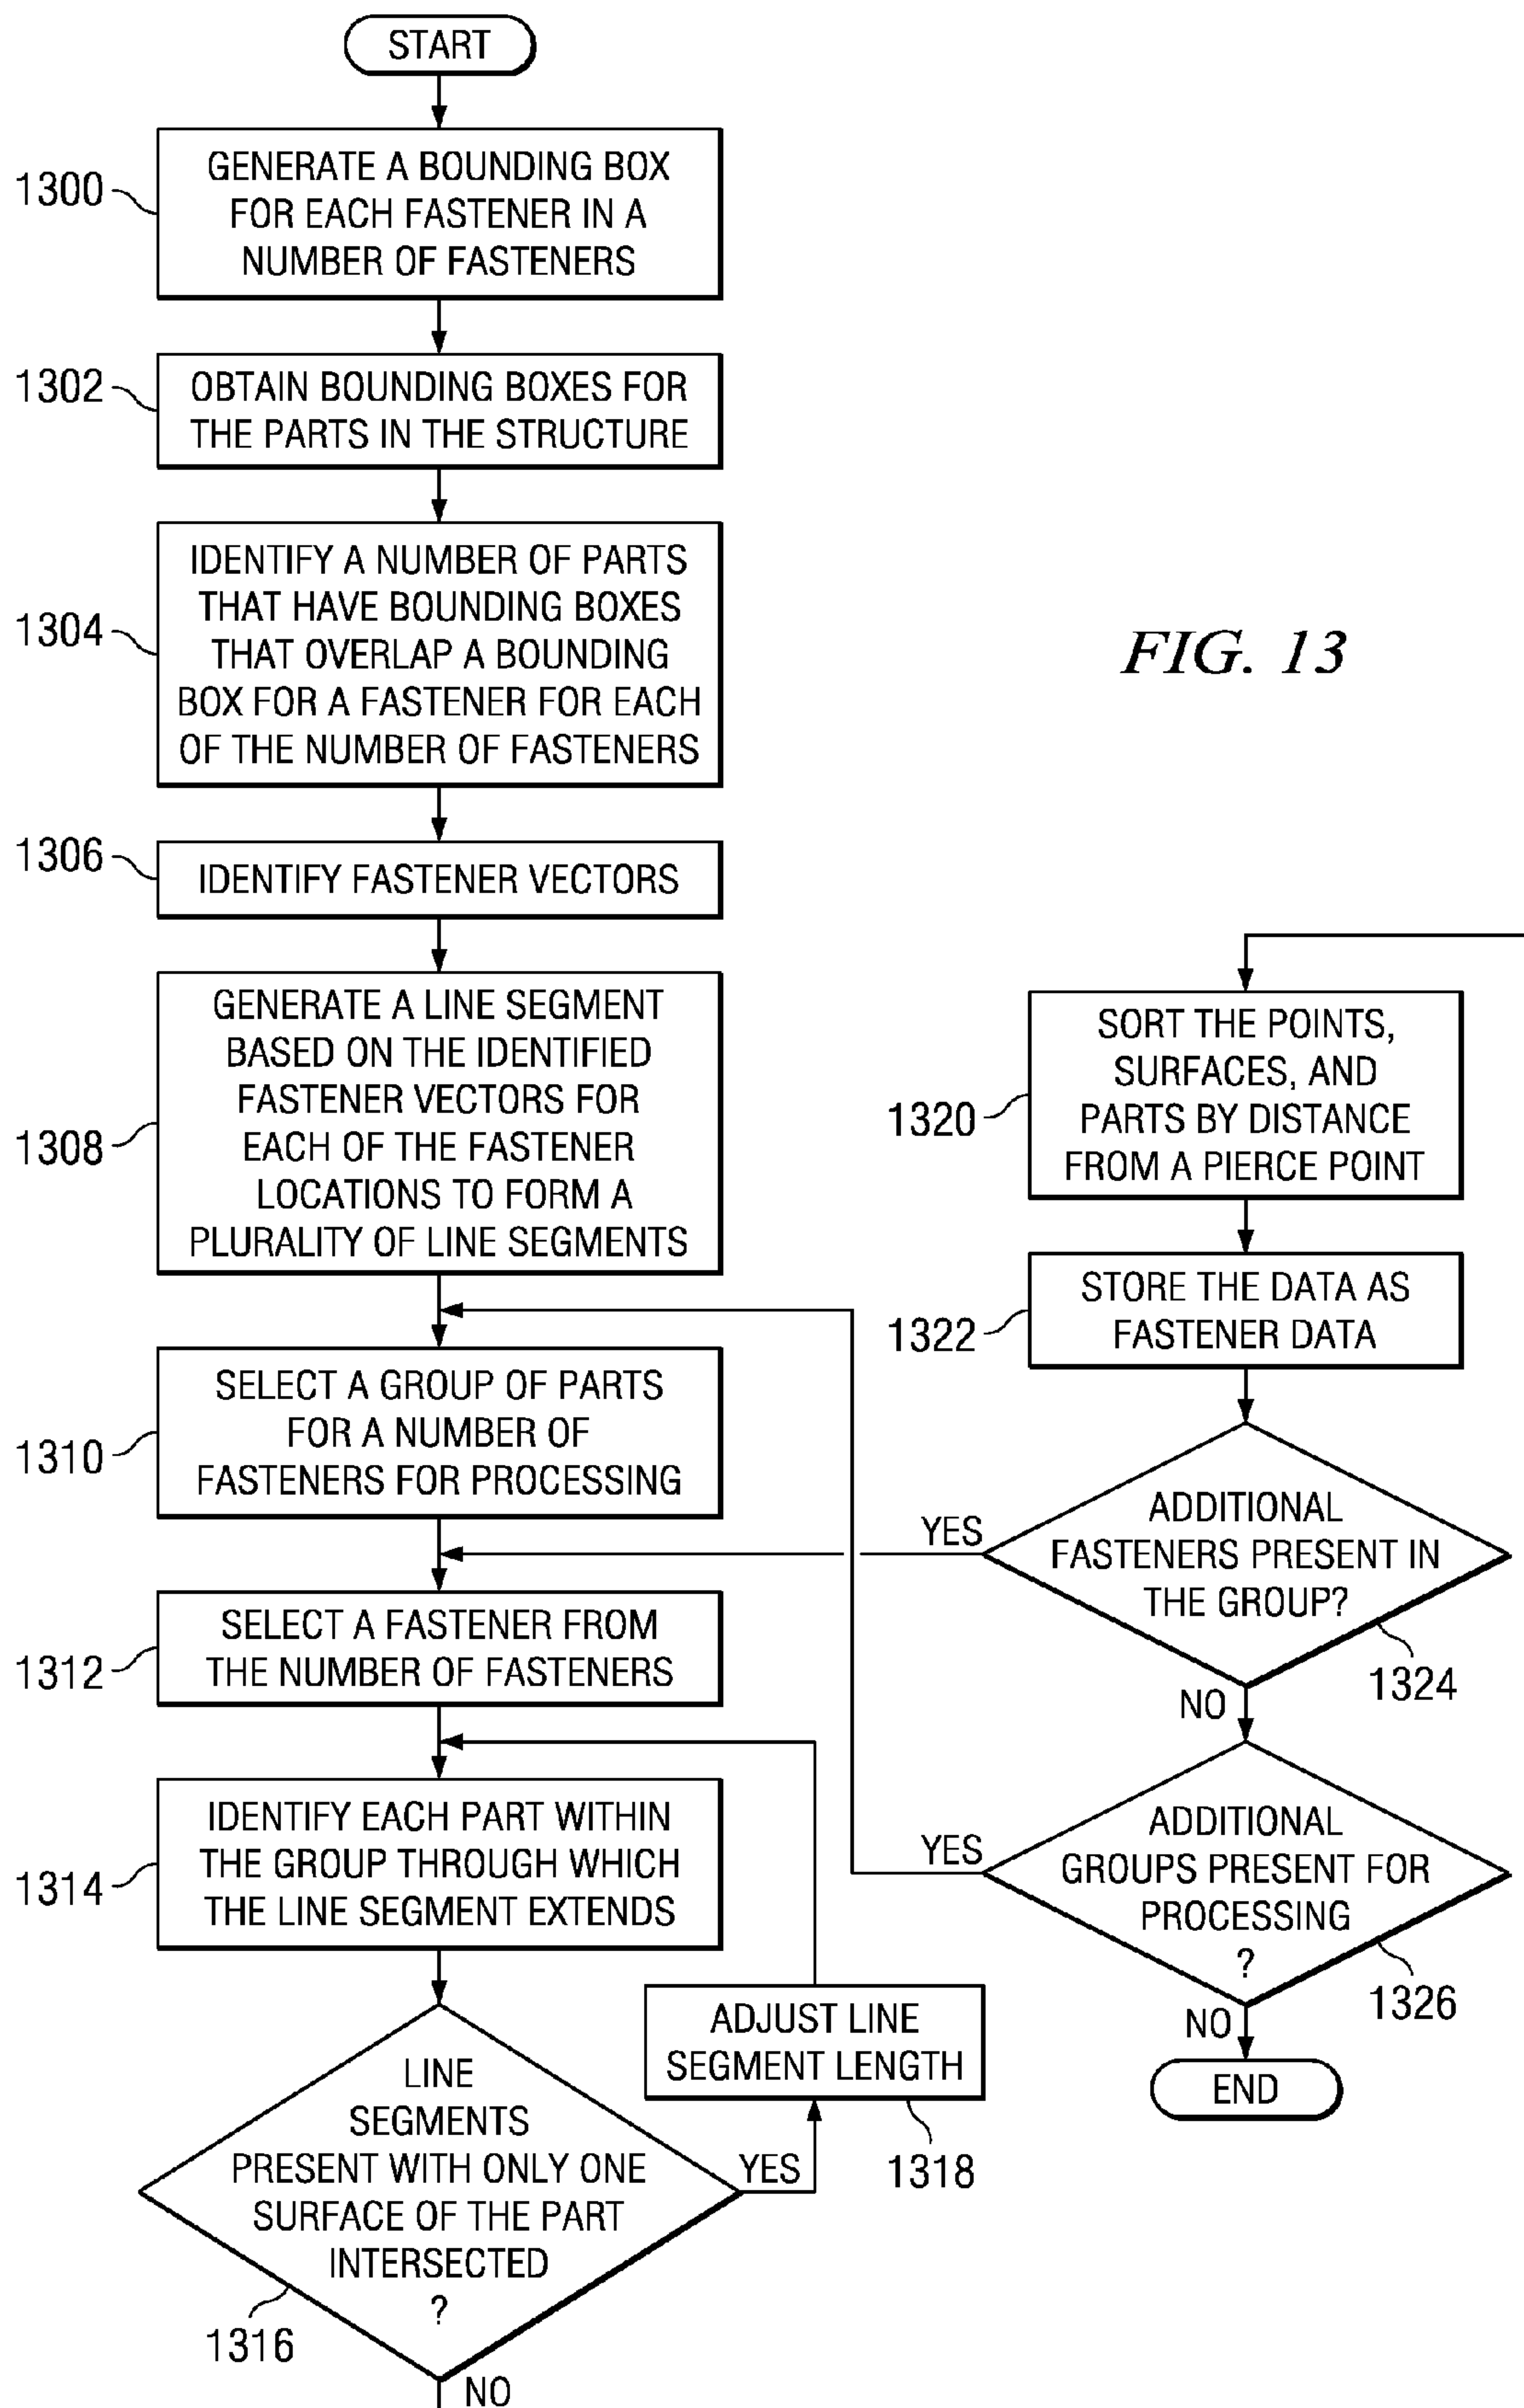 START
1300
GENERATE A BOUNDING BOX
FOR EACH FASTENER IN A
NUMBER OF FASTENERS
1302
OBTAIN BOUNDING BOXES FOR
THE PARTS IN THE STRUCTURE
1304
IDENTIFY A NUMBER OF PARTS
THAT HAVE BOUNDING BOXES
THAT OVERLAP A BOUNDING
BOX FOR A FASTENER FOR EACH
OF THE NUMBER OF FASTENERS
FIG. 13
1306
IDENTIFY FASTENER VECTORS
1308
GENERATE A LINE SEGMENT
BASED ON THE IDENTIFIED
FASTENER VECTORS FOR
EACH OF THE FASTENER
LOCATIONS TO FORM A
PLURALITY OF LINE SEGMENTS
1310
SELECT A GROUP OF PARTS
FOR A NUMBER OF
FASTENERS FOR PROCESSING
1312
SELECT A FASTENER FROM
THE NUMBER OF FASTENERS
1314
IDENTIFY EACH PART WITHIN
THE GROUP THROUGH WHICH
THE LINE SEGMENT EXTENDS
LINE
SEGMENTS
PRESENT WITH ONLY ONE
SURFACE OF THE PART
INTERSECTED
?
1316
YES
NO
ADJUST LINE
SEGMENT LENGTH
1318
1320
SORT THE POINTS,
SURFACES, AND
PARTS BY DISTANCE
FROM A PIERCE POINT
1322
STORE THE DATA AS
FASTENER DATA
YES
ADDITIONAL
FASTENERS PRESENT IN
THE GROUP?
1324
NO
YES
ADDITIONAL
GROUPS PRESENT FOR
PROCESSING
?
1326
NO
END